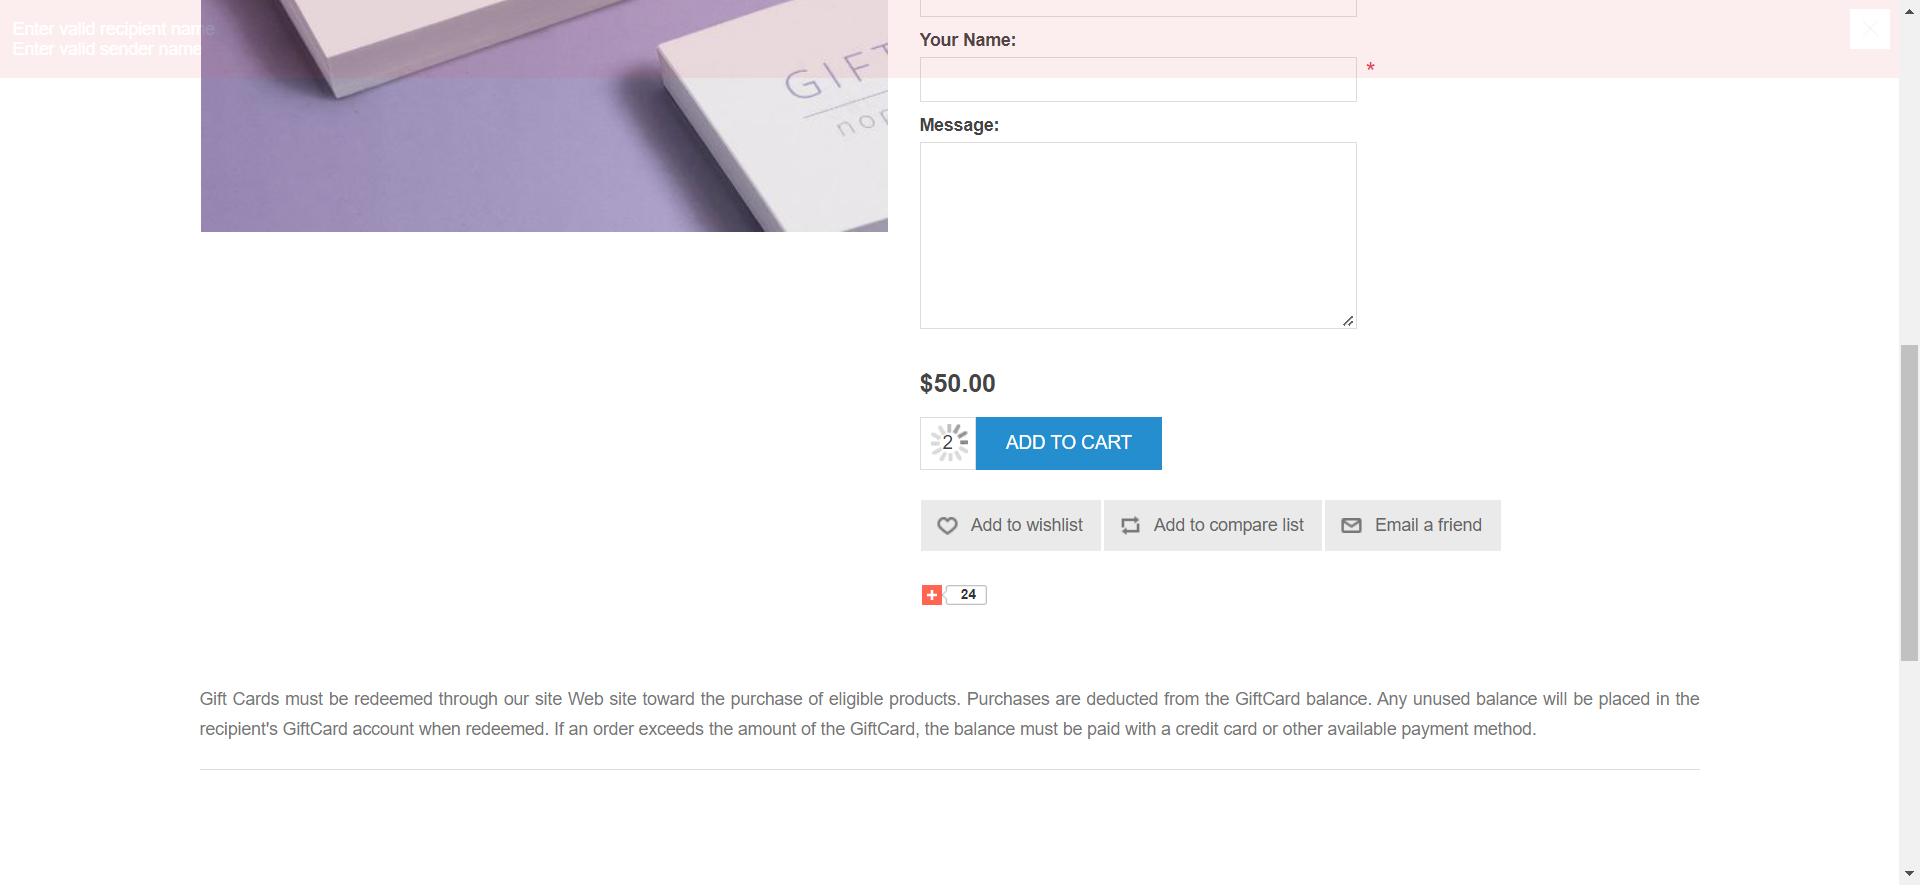 Enter valid recipient name
Enter valid sender name
GIFT
Your Name:
*
Message:
$50.00
2 ADD TO CART
Add to wishlist Add to compare list Email a friend
24
Gift Cards must be redeemed through our site Web site toward the purchase of eligible products. Purchases are deducted from the GiftCard balance. Any unused balance will be placed in the
recipient's GiftCard account when redeemed. If an order exceeds the amount of the GiftCard, the balance must be paid with a credit card or other available payment method.